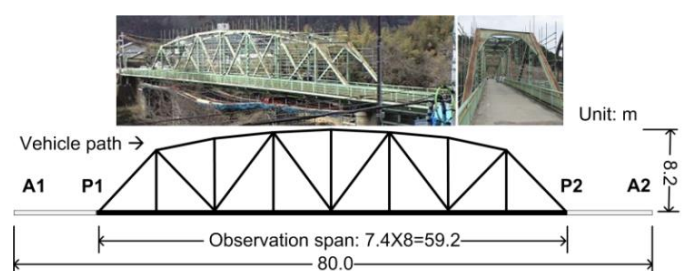 Unit: m
Vehicle path →
A1 P1 P2 A2
8.2
Observation span: 7.4X8=59.2
80.0